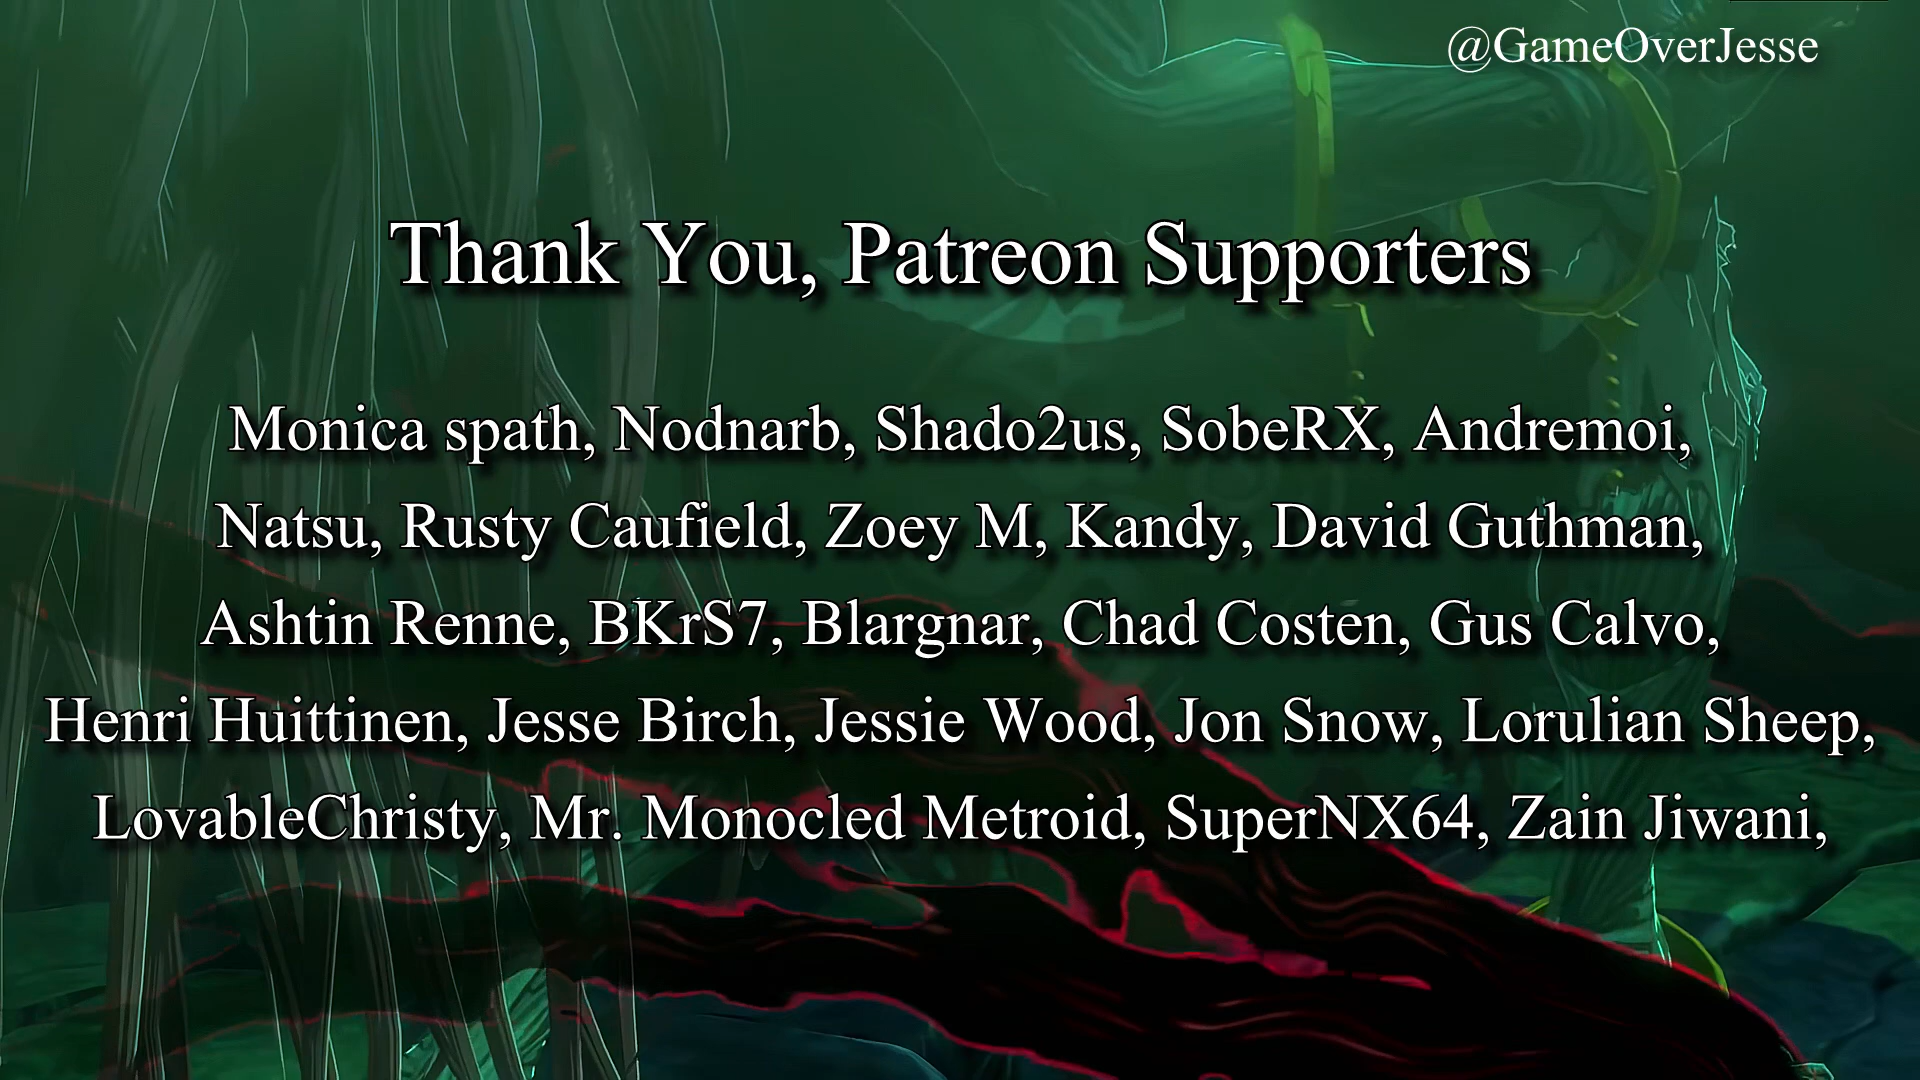 @GameOverJesse
Thank You, Patreon Supporters
Monica spath, Nodnarb, Shado2us, SobeRX, Andremoi,
Natsu, Rusty Caufield, Zoey M, Kandy, David Guthman,
Ashtin Renne, BKrS7, Blargnar, Chad Costen, Gus Calvo,
Henri Huittinen, Jesse Birch, Jessie Wood, Jon Snow, Lorulian Sheep,
LovableChristy, Mr. Monocled Metroid, SuperNX64, Zain Jiwani,